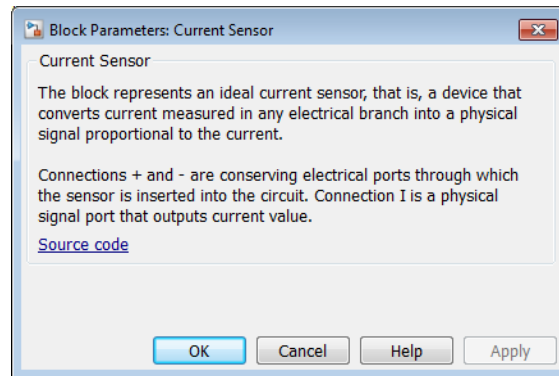 Block Parameters: Current Sensor
Current Sensor
The block represents an ideal current sensor, that is, a device that
converts current measured in any electrical branch into a physical
signal proportional to the current.
Connections + and - are conserving electrical ports through which
the sensor is inserted into the circuit. Connection I is a physical
signal port that outputs current value.
Source code
OK Cancel Help Apply